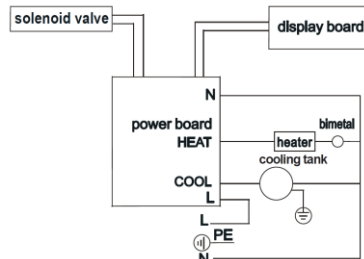 solenoid valve
display board
N
power board
HEAT
heater
bimetal
cooling tank
COOL
L
L
PE
N